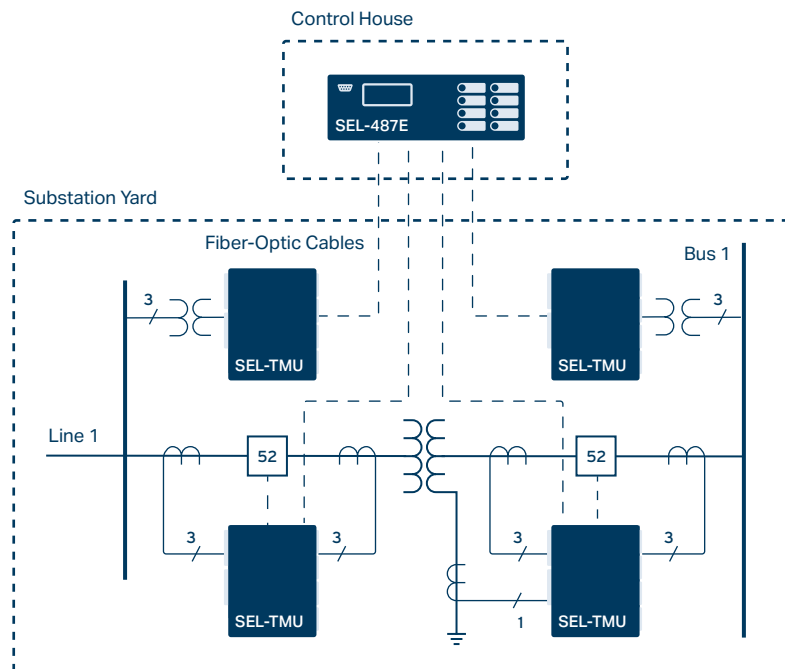 Control House
SEL-487E
Substation Yard
Fiber-Optic Cables
Bus 1
3
3
SEL-TMU
SEL-TMU
Line 1
52
52
3
3
3
3
SEL-TMU
1
SEL-TMU